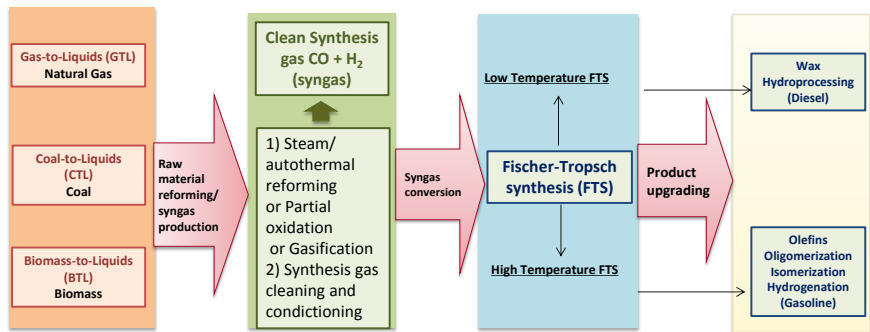 Gas-to-Liquids (GTL)
Natural Gas
Coal-to-Liquids
(CTL)
Coal
Biomass-to-Liquids
(BTL)
Biomass
Raw
material
reforming/
syngas
production
Clean Synthesis
gas CO + H2
(syngas)
1) Steam/
autothermal
reforming
or Partial
oxidation
or Gasification
2) Synthesis gas
cleaning and
condictioning
Syngas
conversion
Low Temperature FTS
Fischer-Tropsch
synthesis (FTS)
High Temperature FTS
Product
upgrading
Wax
Hydroprocessing
(Diesel)
Olefins
Oligomerization
Isomerization
Hydrogenation
(Gasoline)